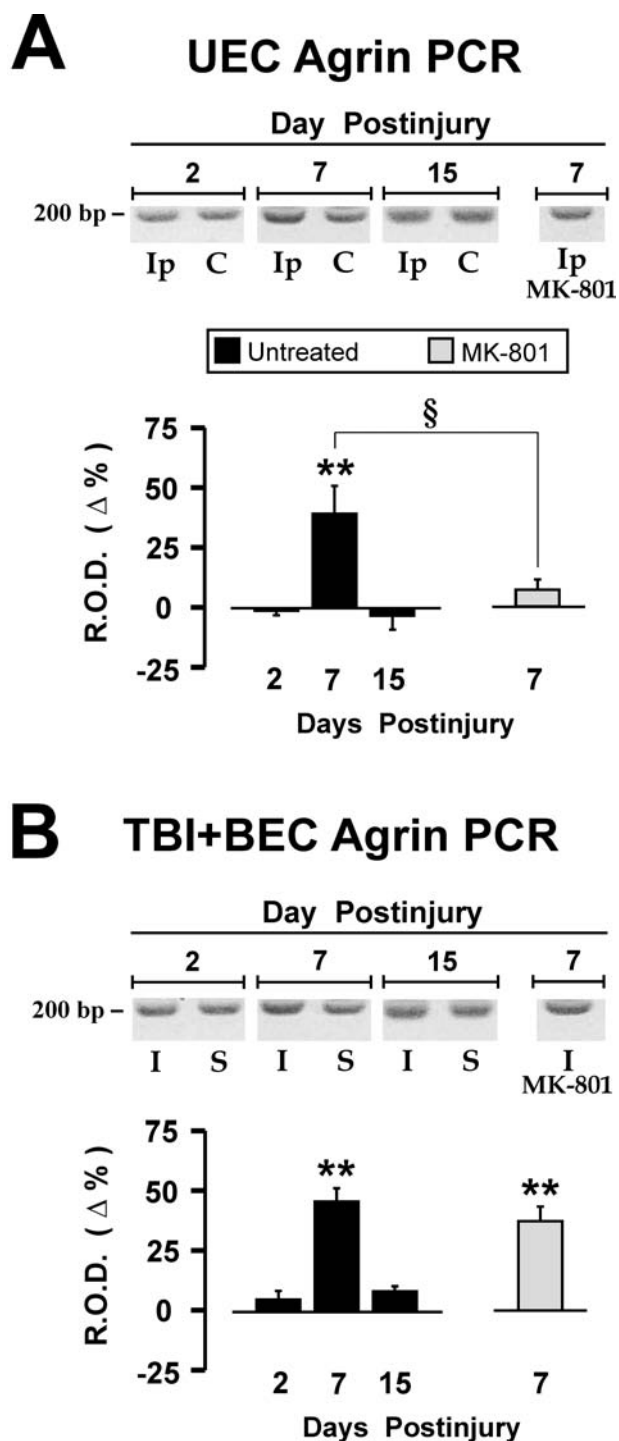 A UEC Agrin PCR
Day Postinjury
2 7 15 7
200 bp –
Ip C Ip C Ip C Ip
MK-801
Untreated MK-801
§
75
**
50
R.O.D. ( Δ % )
25
0
-25
2 7 15 7
Days Postinjury
B TBI+BEC Agrin PCR
Day Postinjury
2 7 15 7
200 bp –
I S I S I S I
MK-801
75
** **
50
R.O.D. ( Δ % )
25
0
-25
2 7 15 7
Days Postinjury